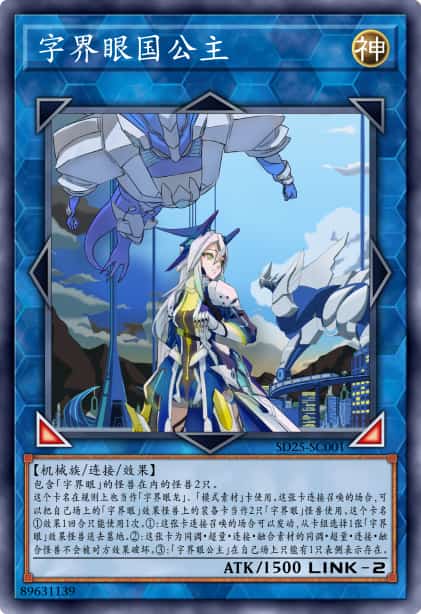 字界眼国公主
神
SD25-SC001
【机械族/连接/效果】
包含「字界眼」的怪兽在内的怪兽2只。
这个卡名在规则上也当作「字界眼龙」、「模式素材」卡使用,这张卡连接召唤的场合,可
以把自己场上的「字界眼」效果怪兽上的装备卡当作2只「字界眼」怪兽使用,这个卡名
①效果1回合只能使用1次。①:这张卡连接召唤的场合可以发动,从卡组选择1张「字界
眼」效果怪兽送去墓地。②:这张卡为同调·超量·连接·融合素材的同调·超量·连接·融
合怪兽不会被对方效果破坏。③:「字界眼公主」在自己场上只能有1只表侧表示存在。
ATK/1500 LINK-2
89631139